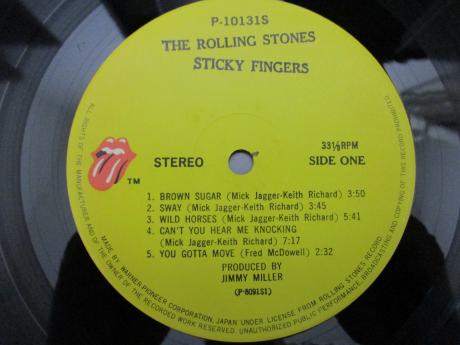 P-10131S
THE ROLLING STONES
STICKY FINGERS
TM
STEREO
33⅓RPM
SIDE ONE
1. BROWN SUGAR (Mick Jagger-Keith Richard) 3:50
2. SWAY (Mick Jagger-Keith Richard) 3:45
3. WILD HORSES (Mick Jagger-Keith Richard) 5:41
4. CAN'T YOU HEAR ME KNOCKING
(Mick Jagger-Keith Richard) 7:17
5. YOU GOTTA MOVE (Fred McDowell) 2:32
PRODUCED BY
JIMMY MILLER
(P-8091S1)
MADE BY WARNER-PIONEER CORPORATION, JAPAN UNDER LICENSE FROM ROLLING STONES RECORD.
ALL RIGHTS OF THE MANUFACTURER AND OF THE OWNER OF THE RECORDED WORK RESERVED. UNAUTHORIZED PUBLIC PERFORMANCE, BROADCASTING AND COPYING OF THIS RECORD PROHIBITED.